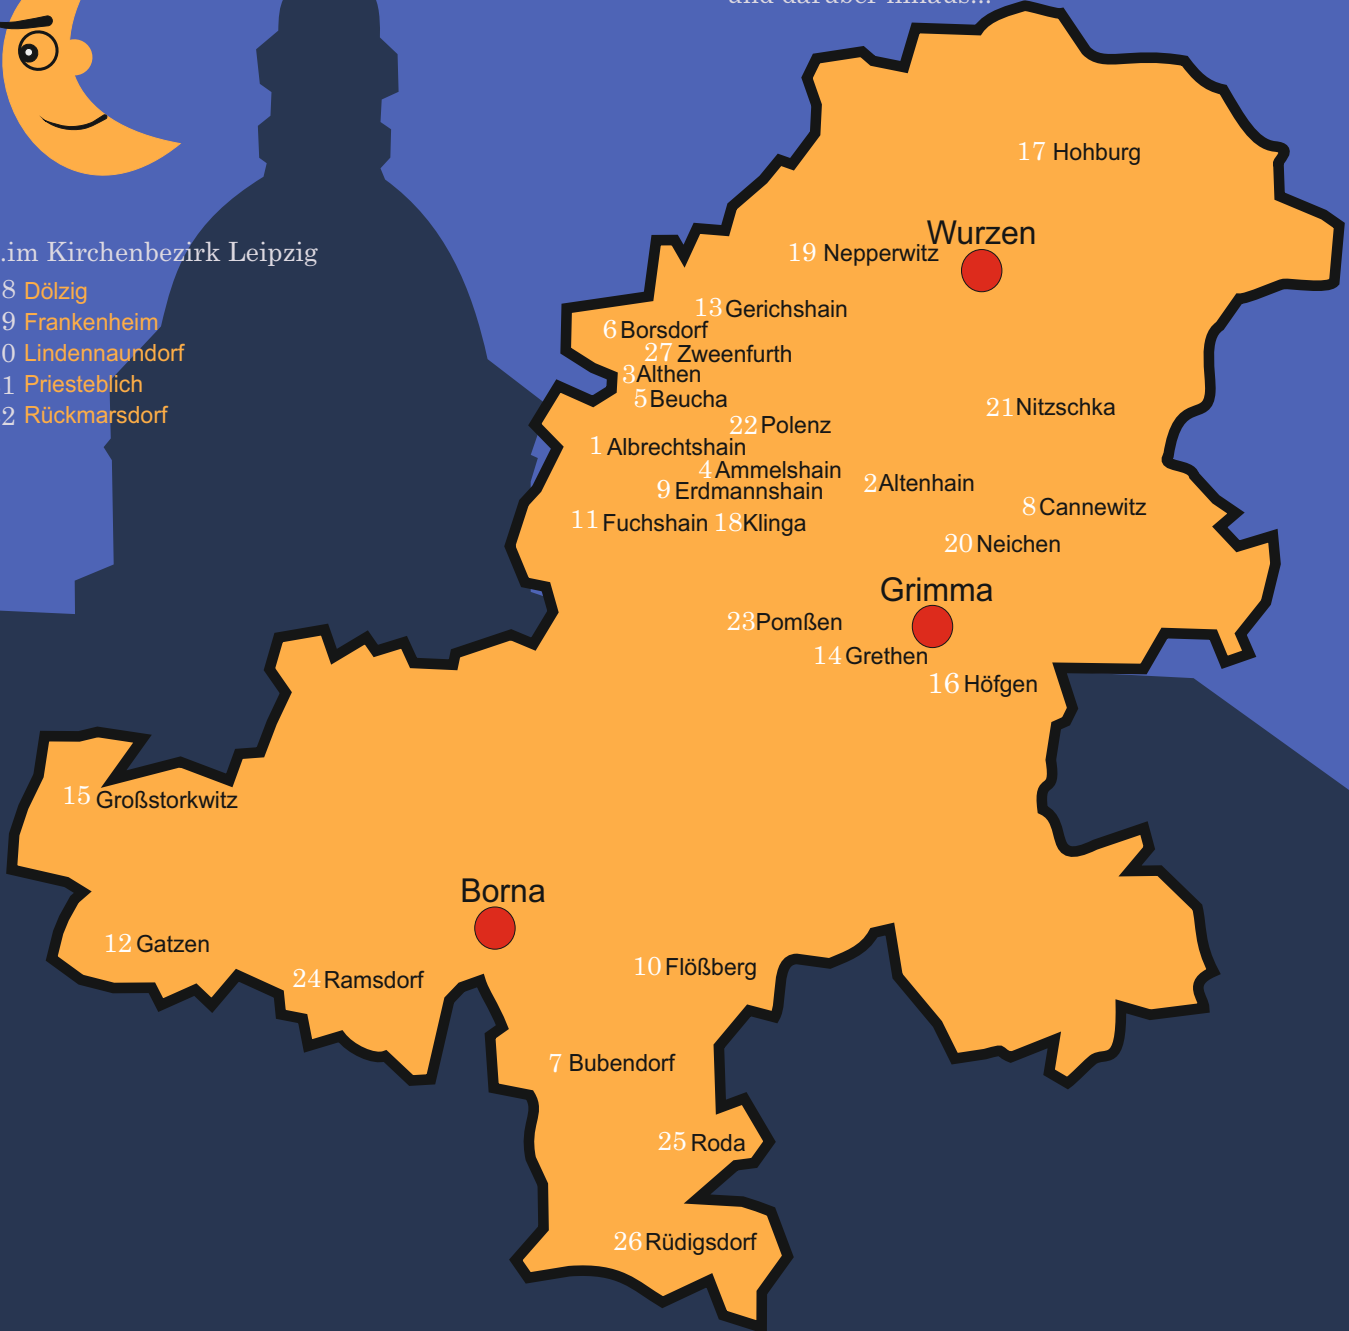 und darüber hinaus...
17 Hohburg
Wurzen
.im Kirchenbezirk Leipzig
19 Nepperwitz
8 Dölzig
9 Frankenheim
0 Lindennaundorf
1 Priesteblich
2 Rückmarsdorf
13 Gerichshain
6 Borsdorf
27 Zweenfurth
3 Althen
5 Beucha
21 Nitzschka
22 Polenz
1 Albrechtshain
4 Ammelshain
2 Altenhain
9 Erdmannshain
8 Cannewitz
11 Fuchshain 18 Klinga
20 Neichen
Grimma
23 Pomßen
14 Grethen
16 Höfgen
15 Großstorkwitz
Borna
12 Gatzen
10 Flößberg
24 Ramsdorf
7 Bubendorf
25 Roda
26 Rüdigsdorf